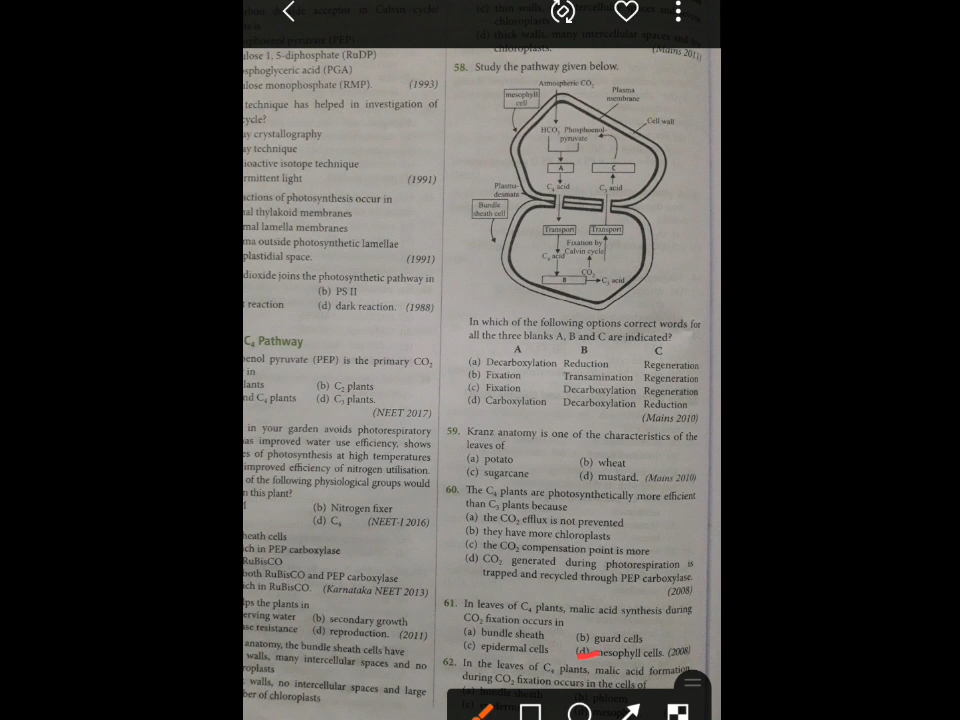 ulose 1, 5-diphosphate (RuDP)
sphoglyceric acid (PGA)
ulose monophosphate (RMP). (1993)
technique has helped in investigation of
ycle?
ay crystallography
ay technique
ioactive isotope technique
rmittent light (1991)
actions of photosynthesis occur in
nal thylakoid membranes
mal lamella membranes
ma outside photosynthetic lamellae
plastidial space. (1991)
dioxide joins the photosynthetic pathway in
(b) PS II
reaction (d) dark reaction. (1988)
C₄ Pathway
enol pyruvate (PEP) is the primary CO₂
in
lants (b) C₂ plants
nd C₄ plants (d) C₃ plants.
(NEET 2017)
in your garden avoids photorespiratory
as improved water use efficiency, shows
es of photosynthesis at high temperatures
improved efficiency of nitrogen utilisation.
of the following physiological groups would
n this plant?
(b) Nitrogen fixer
(d) C₄ (NEET-I 2016)
heath cells
ich in PEP carboxylase
RuBisCO
both RuBisCO and PEP carboxylase
ich in RuBisCO. (Karnataka NEET 2013)
lps the plants in
erving water (b) secondary growth
ase resistance (d) reproduction. (2011)
anatomy, the bundle sheath cells have
walls, many intercellular spaces and no
roplasts
walls, no intercellular spaces and large
ber of chloroplasts
(c) thin walls,
chloroplasts
(d) thick walls, many intercellular spaces and
chloroplasts. (Mains 2011)
58. Study the pathway given below.
Atmospheric CO₂
mesophyll
cell
Plasma
membrane
Cell wall
HCO₃ Phosphoenol-
pyruvate
A C
C₄ acid C₃ acid
Plasmo-
desmata
Bundle
sheath cell
Transport Transport
Fixation by
Calvin cycle
C₄ acid
CO₂
B C₃ acid
In which of the following options correct words for
all the three blanks A, B and C are indicated?
A B C
(a) Decarboxylation Reduction Regeneration
(b) Fixation Transamination Regeneration
(c) Fixation Decarboxylation Regeneration
(d) Carboxylation Decarboxylation Reduction
(Mains 2010)
59. Kranz anatomy is one of the characteristics of the
leaves of
(a) potato (b) wheat
(c) sugarcane (d) mustard. (Mains 2010)
60. The C₄ plants are photosynthetically more efficient
than C₃ plants because
(a) the CO₂ efflux is not prevented
(b) they have more chloroplasts
(c) the CO₂ compensation point is more
(d) CO₂ generated during photorespiration is
trapped and recycled through PEP carboxylase.
(2008)
61. In leaves of C₄ plants, malic acid synthesis during
CO₂ fixation occurs in
(a) bundle sheath (b) guard cells
(c) epidermal cells (d) mesophyll cells. (2008)
62. In the leaves of C₄ plants, malic acid formation
during CO₂ fixation occurs in the cells of
(a) bundle sheath (b) phloem